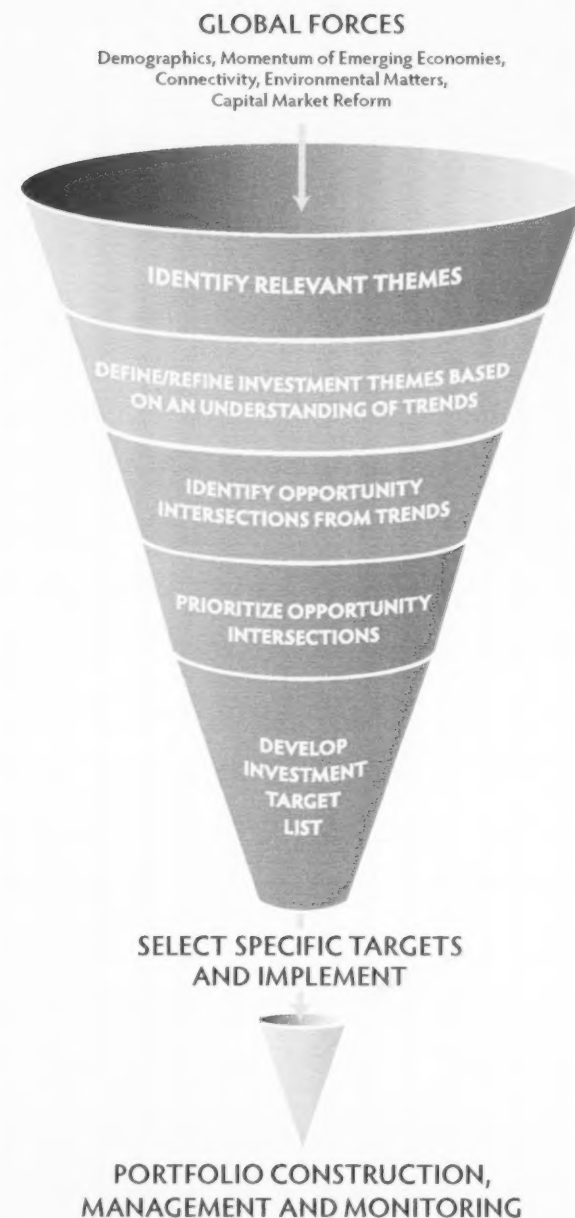 GLOBAL FORCES
Demographics, Momentum of Emerging Economies,
Connectivity, Environmental Matters,
Capital Market Reform
IDENTIFY RELEVANT THEMES
DEFINE/REFINE INVESTMENT THEMES BASED
ON AN UNDERSTANDING OF TRENDS
IDENTIFY OPPORTUNITY
INTERSECTIONS FROM TRENDS
PRIORITIZE OPPORTUNITY
INTERSECTIONS
DEVELOP
INVESTMENT
TARGET
LIST
SELECT SPECIFIC TARGETS
AND IMPLEMENT
PORTFOLIO CONSTRUCTION,
MANAGEMENT AND MONITORING